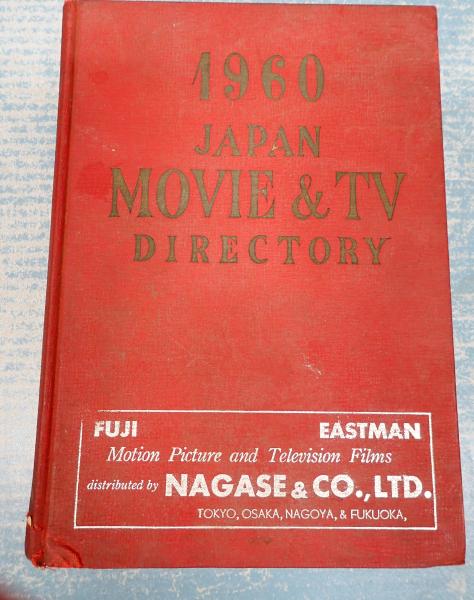 1960
JAPAN
MOVIE & TV
DIRECTORY
FUJI EASTMAN
Motion Picture and Television Films
distributed by NAGASE & CO., LTD.
TOKYO, OSAKA, NAGOYA, & FUKUOKA,